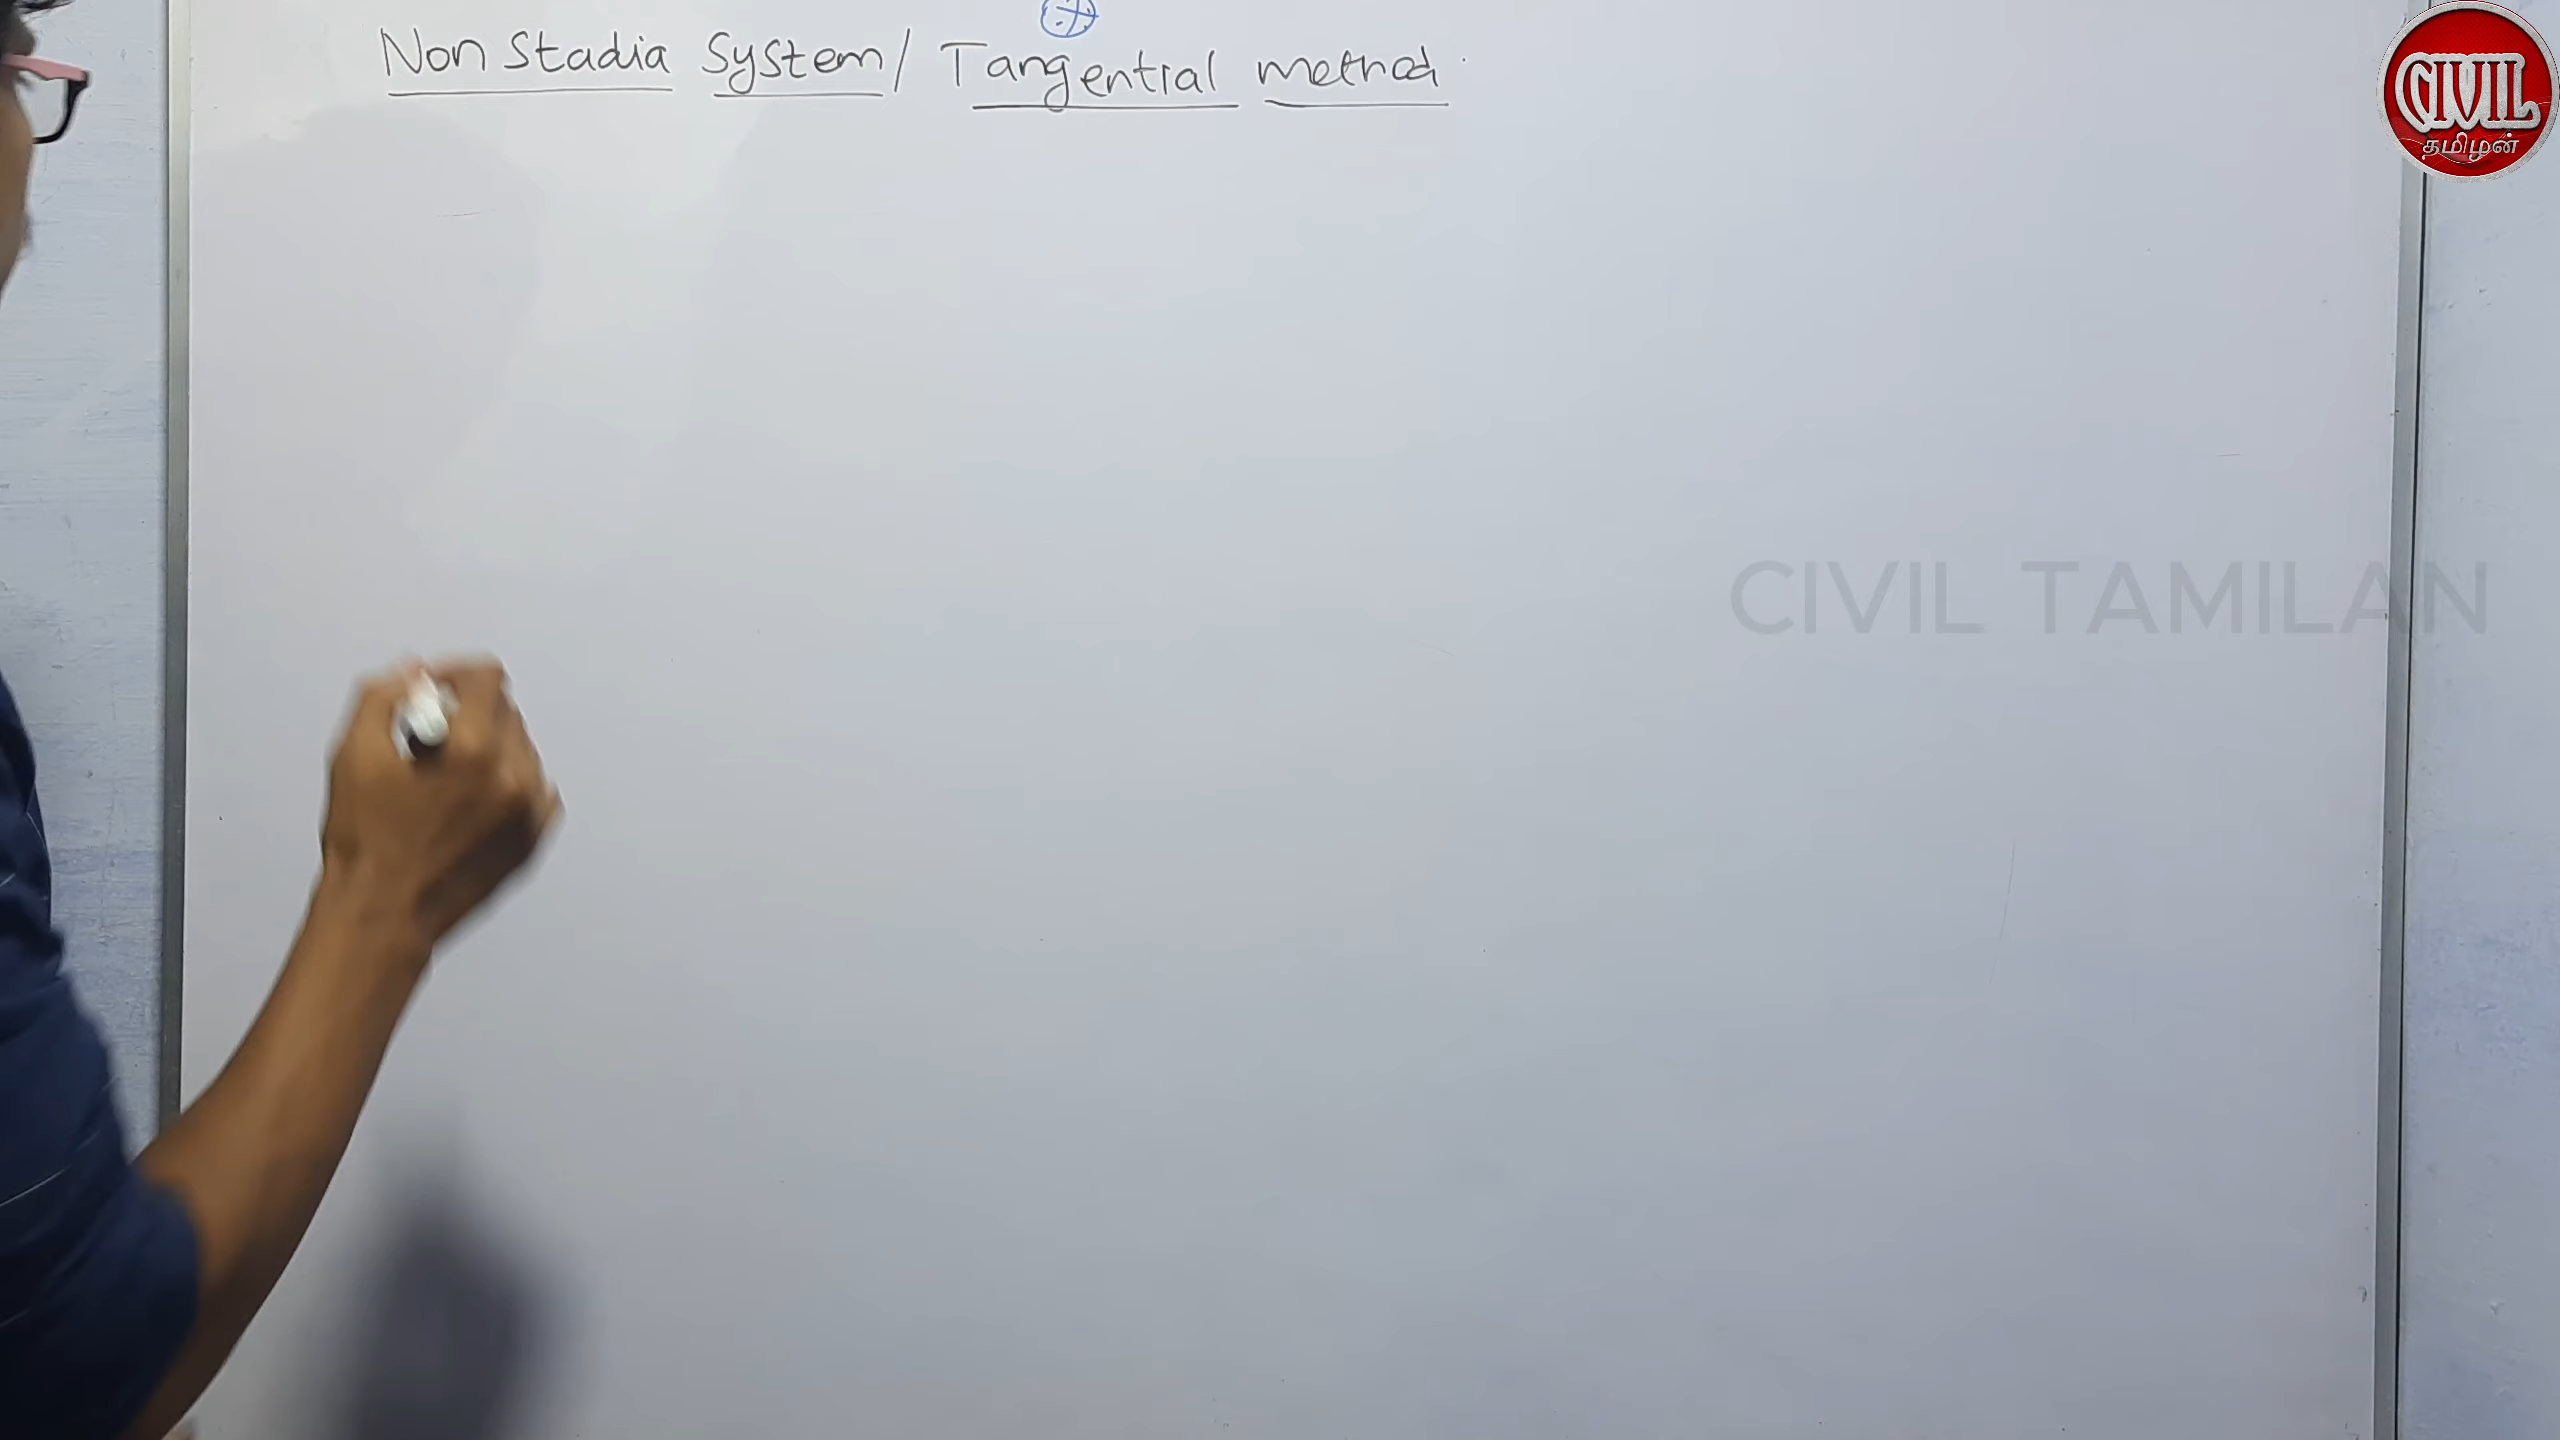 Non Stadia System / Tangential method.
CIVIL
தமிழன்
CIVIL TAMILAN